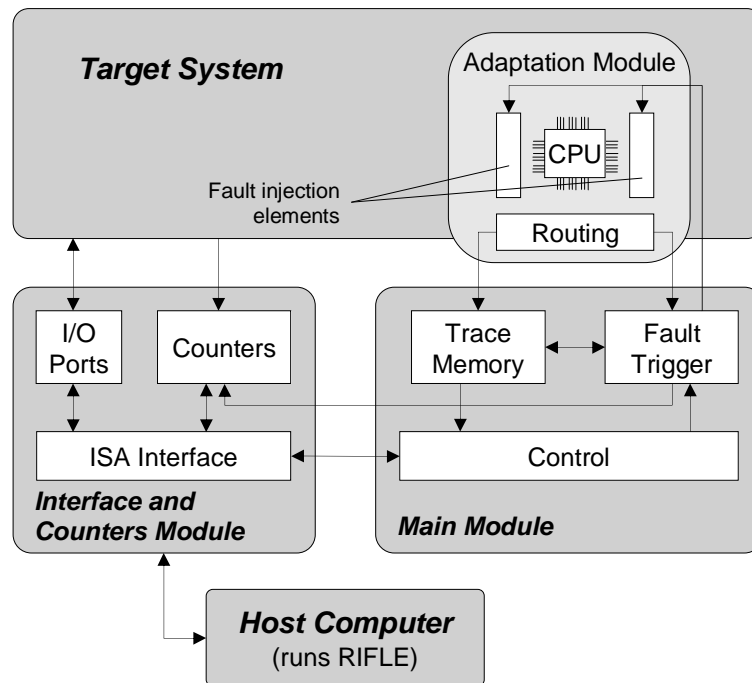 Target System
Adaptation Module
CPU
Fault injection
elements
Routing
I/O
Ports
Counters
Trace
Memory
Fault
Trigger
ISA Interface
Control
Interface and
Counters Module
Main Module
Host Computer
(runs RIFLE)